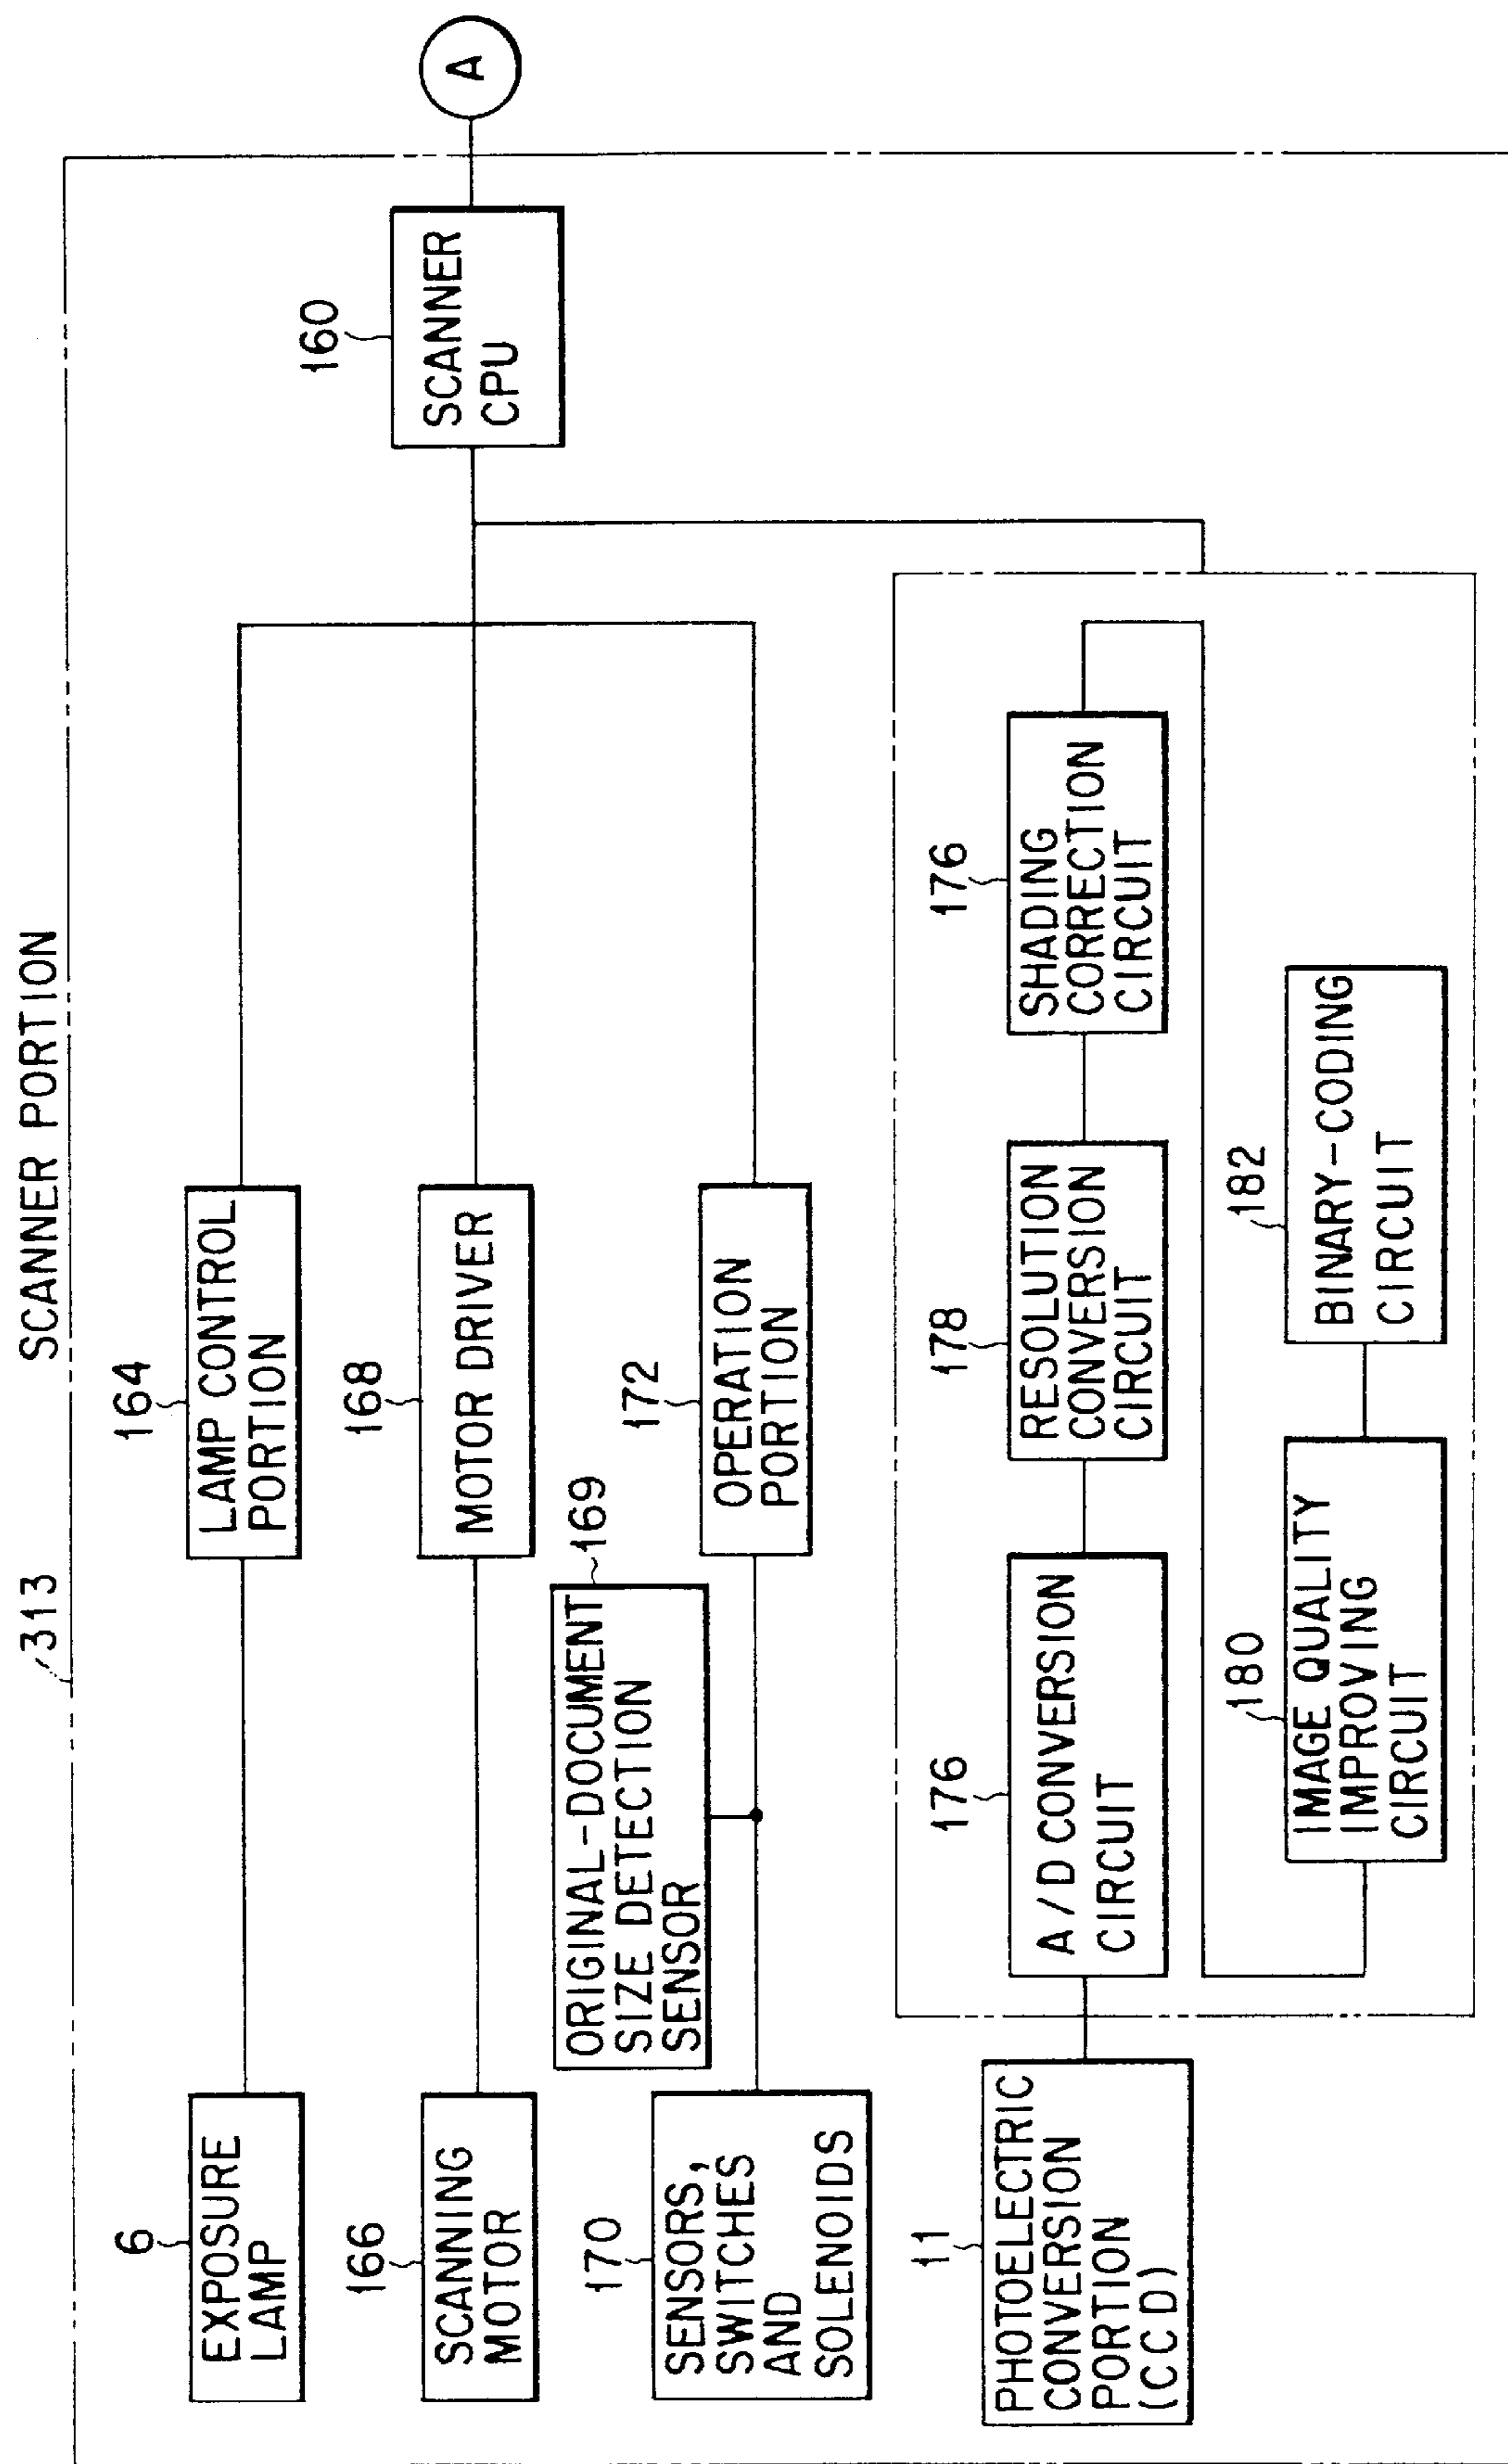 SCANNER PORTION
313
A
160
SCANNER
CPU
6
EXPOSURE
LAMP
164
LAMP CONTROL
PORTION
166
SCANNING
MOTOR
168
MOTOR DRIVER
169
ORIGINAL-DOCUMENT
SIZE DETECTION
SENSOR
170
SENSORS,
SWITCHES
AND
SOLENOIDS
172
OPERATION
PORTION
11
PHOTOELECTRIC
CONVERSION
PORTION
(CCD)
176
A/D CONVERSION
CIRCUIT
178
RESOLUTION
CONVERSION
CIRCUIT
176
SHADING
CORRECTION
CIRCUIT
180
IMAGE QUALITY
IMPROVING
CIRCUIT
182
BINARY-CODING
CIRCUIT